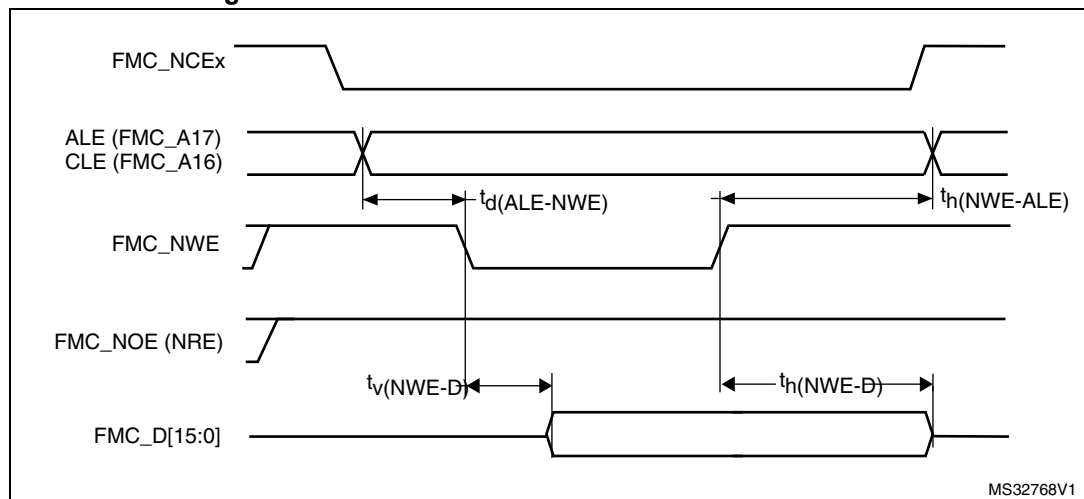 FMC_NCEx
ALE (FMC_A17)
CLE (FMC_A16)
td(ALE-NWE)
th(NWE-ALE)
FMC_NWE
FMC_NOE (NRE)
tv(NWE-D)
th(NWE-D)
FMC_D[15:0]
MS32768V1